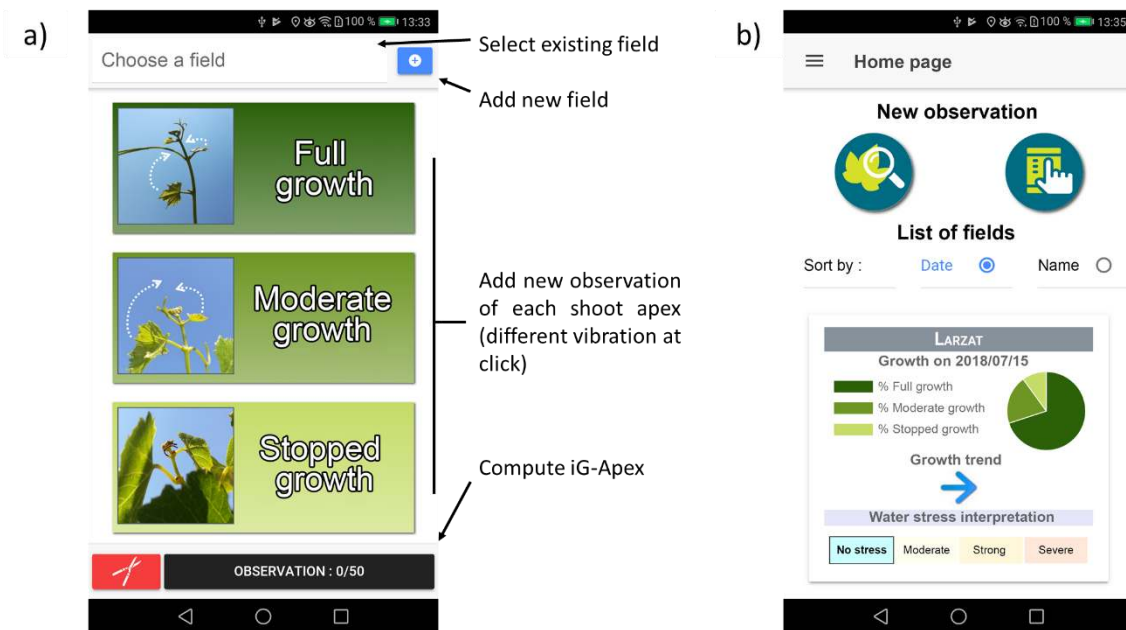 a)
100 % 13:33
Choose a field
Select existing field
Add new field
Full
growth
Moderate
growth
Add new observation
of each shoot apex
(different vibration at
click)
Stopped
growth
Compute iG-Apex
OBSERVATION : 0/50
b)
100 % 13:35
Home page
New observation
List of fields
Sort by :
Date
Name
LARZAT
Growth on 2018/07/15
% Full growth
% Moderate growth
% Stopped growth
Growth trend
Water stress interpretation
No stress Moderate Strong Severe